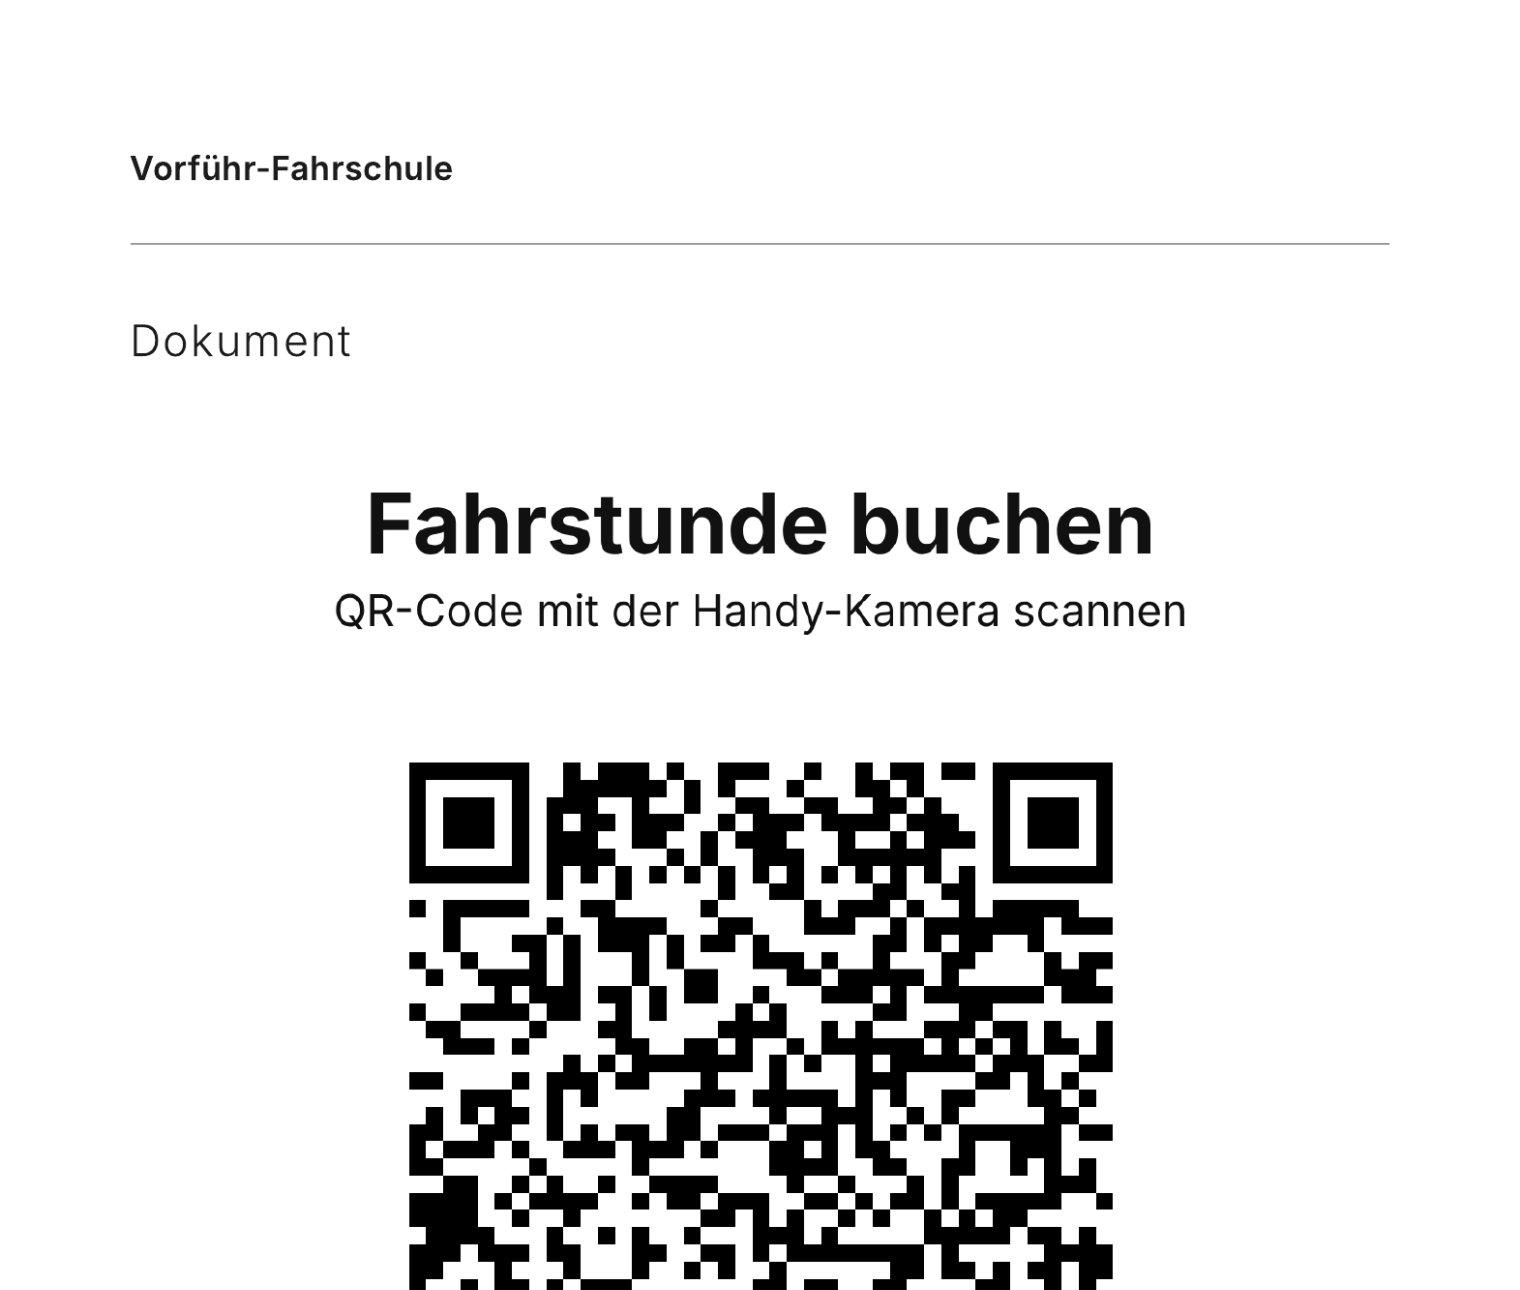 Vorführ-Fahrschule
Dokument
Fahrstunde buchen
QR-Code mit der Handy-Kamera scannen